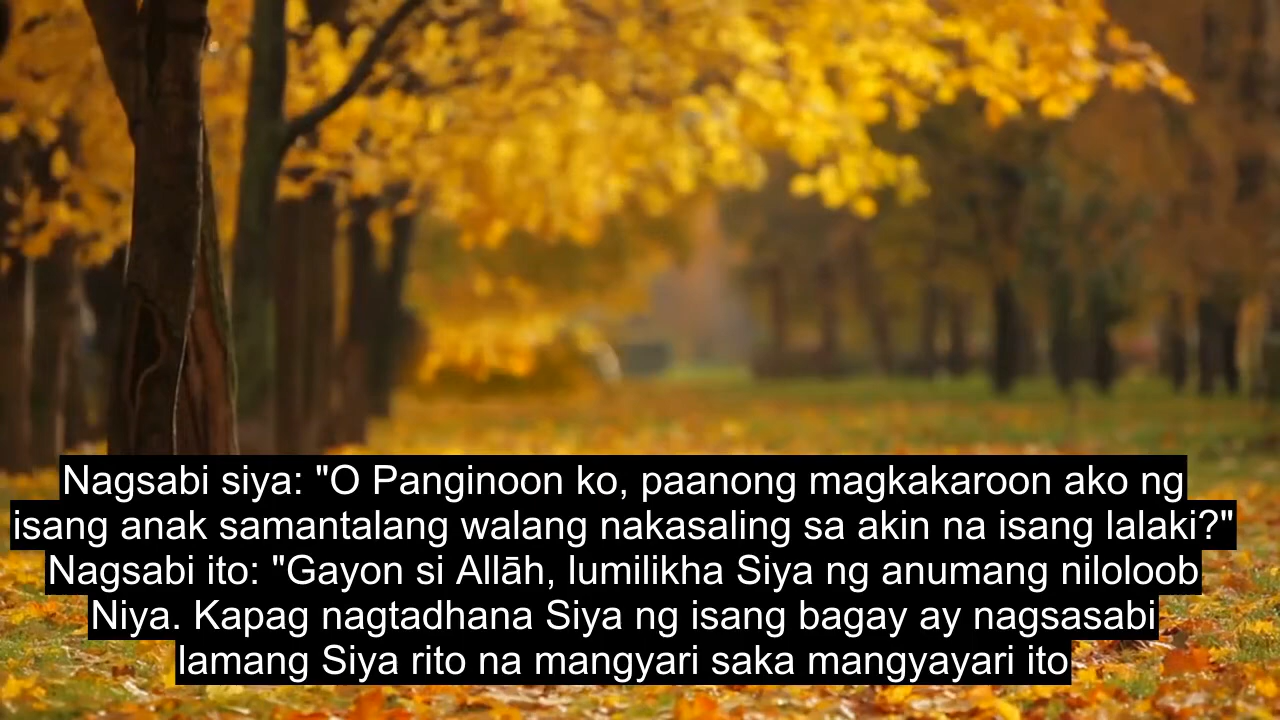 Nagsabi siya: "O Panginoon ko, paanong magkakaroon ako ng
isang anak samantalang walang nakasaling sa akin na isang lalaki?"
Nagsabi ito: "Gayon si Allāh, lumilikha Siya ng anumang niloloob
Niya. Kapag nagtadhana Siya ng isang bagay ay nagsasabi
lamang Siya rito na mangyari saka mangyayari ito